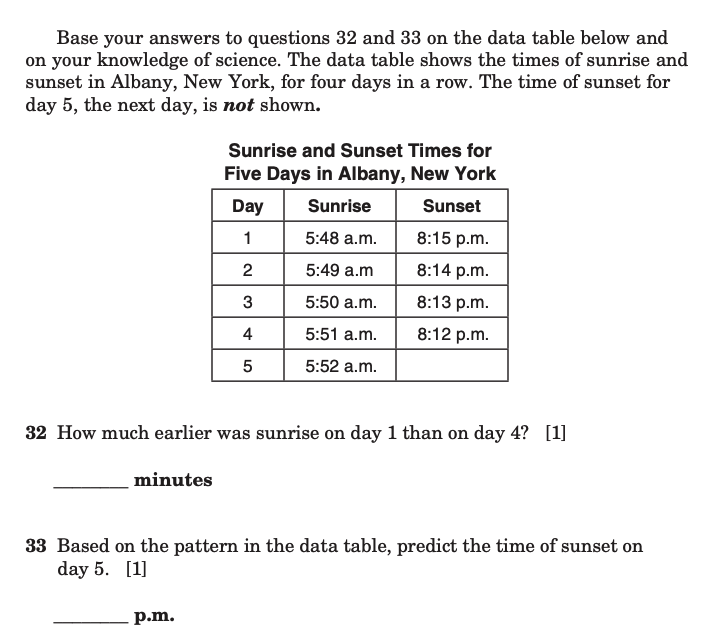 Base your answers to questions 32 and 33 on the data table below and
on your knowledge of science. The data table shows the times of sunrise and
sunset in Albany, New York, for four days in a row. The time of sunset for
day 5, the next day, is not shown.
Sunrise and Sunset Times for
Five Days in Albany, New York
Day Sunrise Sunset
1 5:48 a.m. 8:15 p.m.
2 5:49 a.m 8:14 p.m.
3 5:50 a.m. 8:13 p.m.
4 5:51 a.m. 8:12 p.m.
5 5:52 a.m.
32 How much earlier was sunrise on day 1 than on day 4? [1]
________ minutes
33 Based on the pattern in the data table, predict the time of sunset on
day 5. [1]
________ p.m.